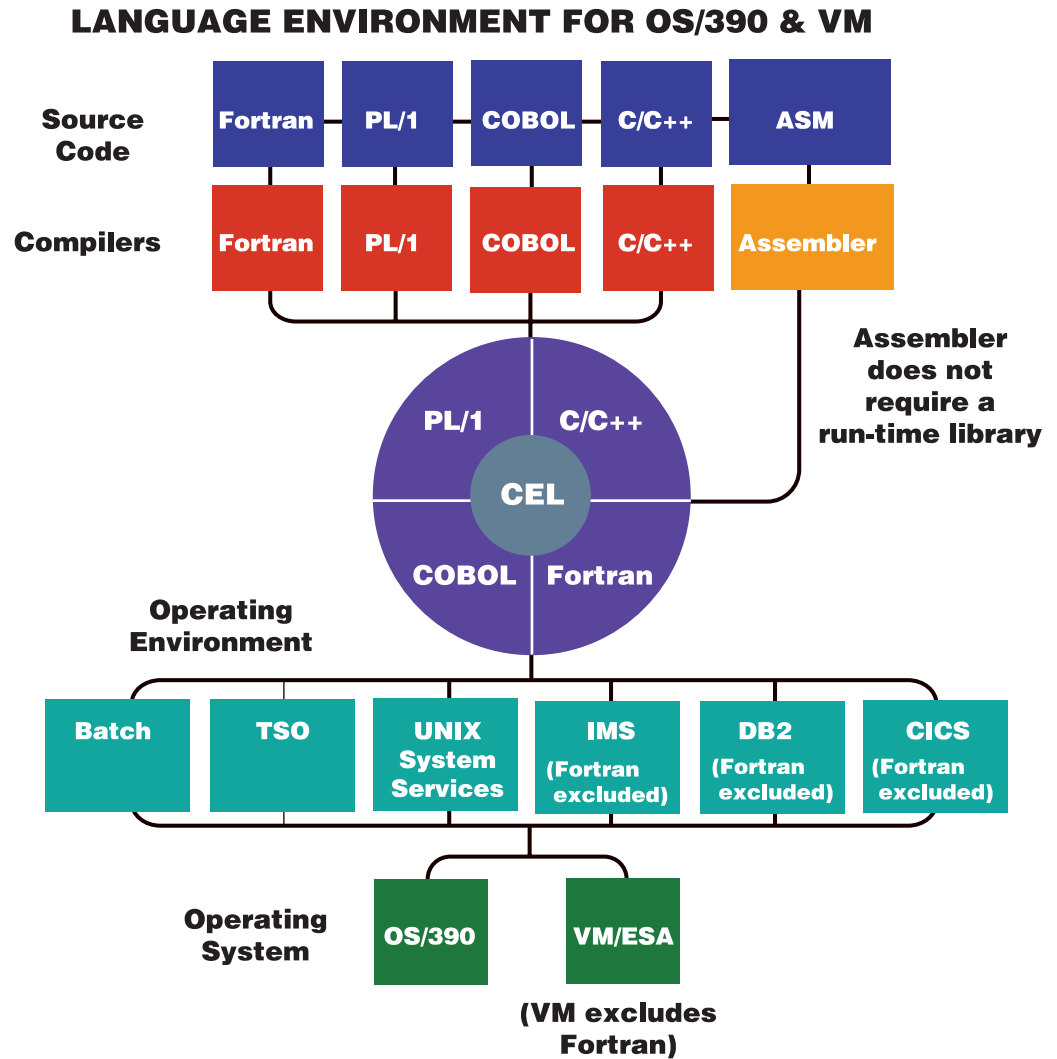 LANGUAGE ENVIRONMENT FOR OS/390 & VM
Source
Code
Fortran
PL/1
COBOL
C/C++
ASM
Compilers
Fortran
PL/1
COBOL
C/C++
Assembler
Assembler
does not
require a
run-time library
PL/1
C/C++
CEL
COBOL
Fortran
Operating
Environment
Batch
TSO
UNIX
System
Services
IMS
(Fortran
excluded)
DB2
(Fortran
excluded)
CICS
(Fortran
excluded)
Operating
System
OS/390
VM/ESA
(VM excludes
Fortran)